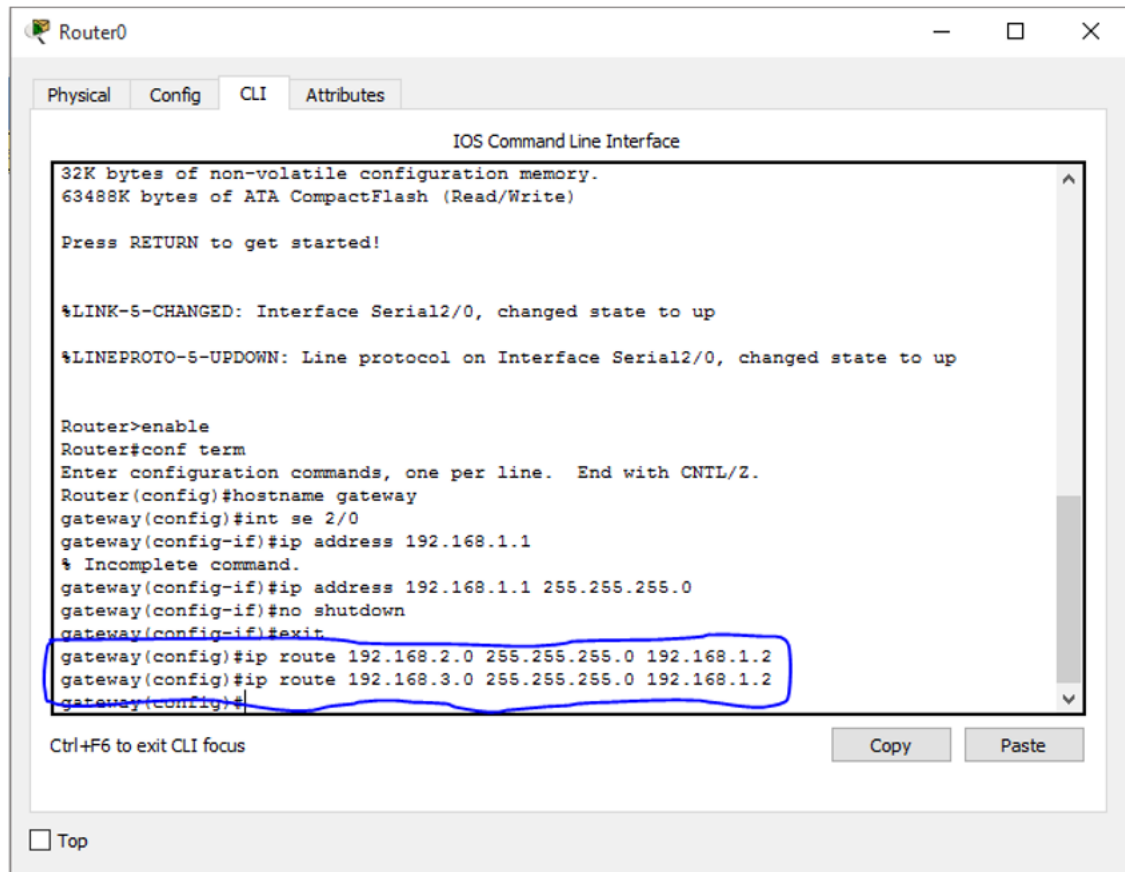 Router0
Physical Config CLI Attributes
IOS Command Line Interface
32K bytes of non-volatile configuration memory.
63488K bytes of ATA CompactFlash (Read/Write)
Press RETURN to get started!
%LINK-5-CHANGED: Interface Serial2/0, changed state to up
%LINEPROTO-5-UPDOWN: Line protocol on Interface Serial2/0, changed state to up
Router>enable
Router#conf term
Enter configuration commands, one per line.  End with CNTL/Z.
Router(config)#hostname gateway
gateway(config)#int se 2/0
gateway(config-if)#ip address 192.168.1.1
% Incomplete command.
gateway(config-if)#ip address 192.168.1.1 255.255.255.0
gateway(config-if)#no shutdown
gateway(config-if)#exit
gateway(config)#ip route 192.168.2.0 255.255.255.0 192.168.1.2
gateway(config)#ip route 192.168.3.0 255.255.255.0 192.168.1.2
gateway(config)#
Ctrl+F6 to exit CLI focus
Copy Paste
Top